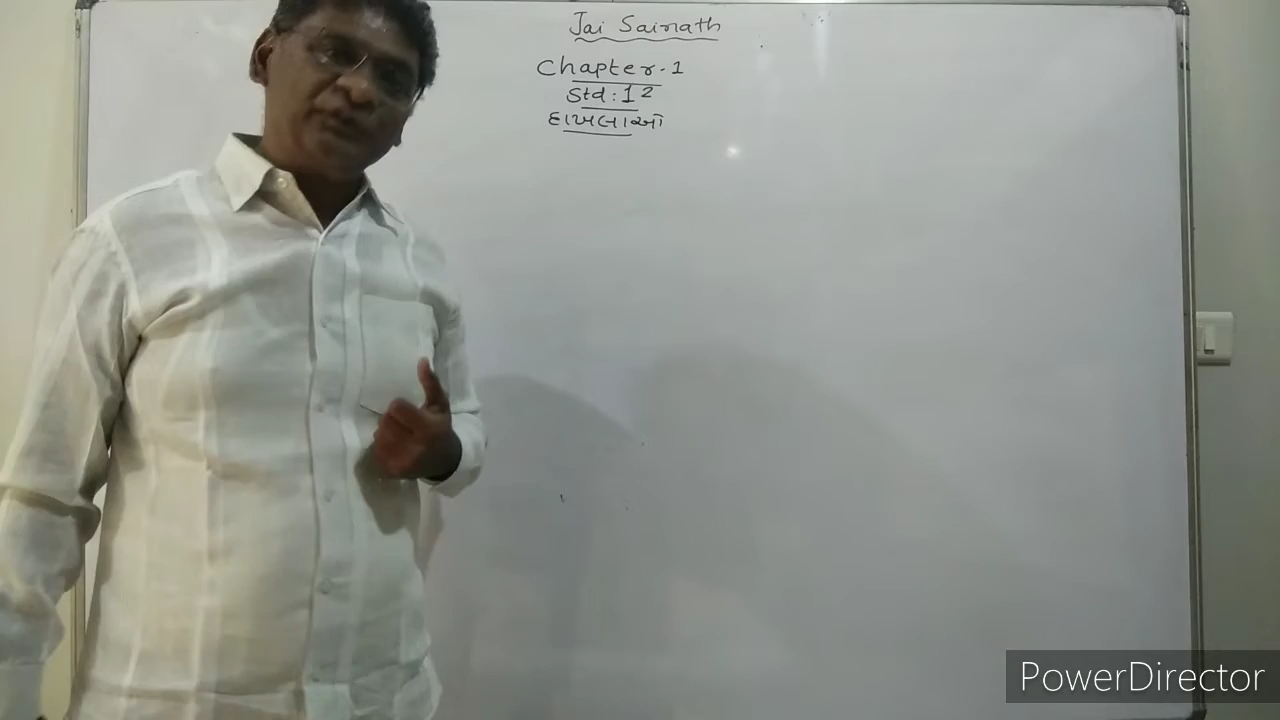 Jai Sainath
Chapter-1
Std:12
દાખલાઓ
PowerDirector